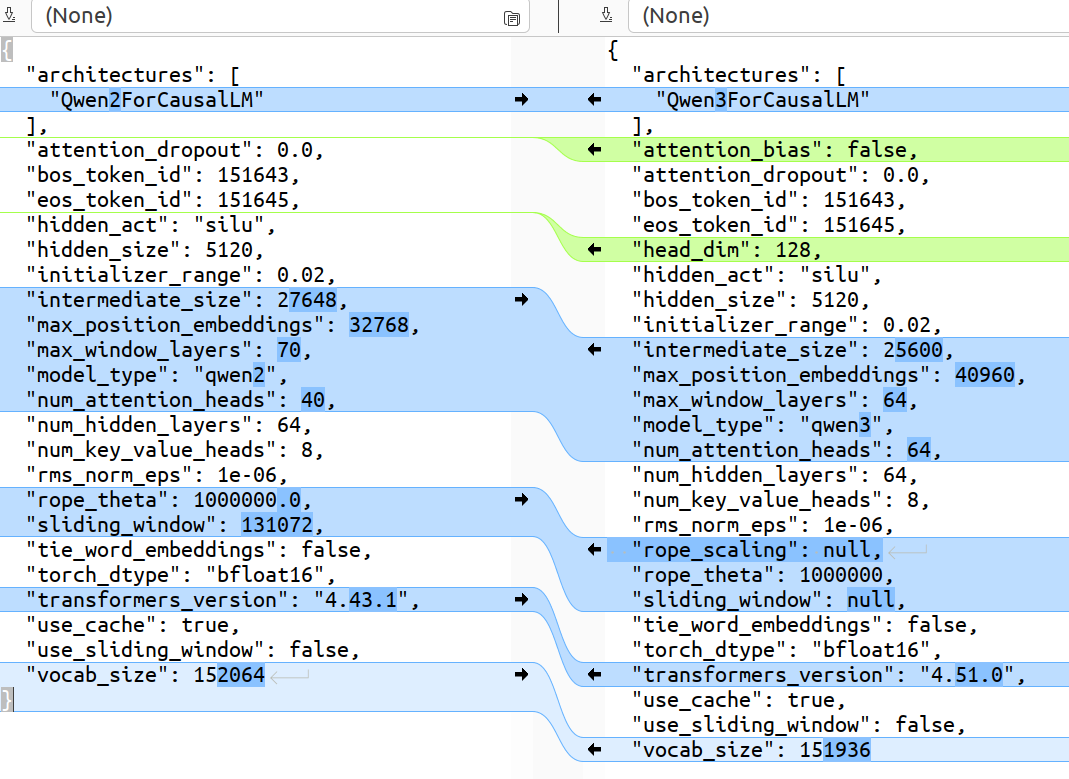 (None)
{
"architectures": [
"Qwen2ForCausalLM"
],
"attention_dropout": 0.0,
"bos_token_id": 151643,
"eos_token_id": 151645,
"hidden_act": "silu",
"hidden_size": 5120,
"initializer_range": 0.02,
"intermediate_size": 27648,
"max_position_embeddings": 32768,
"max_window_layers": 70,
"model_type": "qwen2",
"num_attention_heads": 40,
"num_hidden_layers": 64,
"num_key_value_heads": 8,
"rms_norm_eps": 1e-06,
"rope_theta": 1000000.0,
"sliding_window": 131072,
"tie_word_embeddings": false,
"torch_dtype": "bfloat16",
"transformers_version": "4.43.1",
"use_cache": true,
"use_sliding_window": false,
"vocab_size": 152064
}
(None)
{
"architectures": [
"Qwen3ForCausalLM"
],
"attention_bias": false,
"attention_dropout": 0.0,
"bos_token_id": 151643,
"eos_token_id": 151645,
"head_dim": 128,
"hidden_act": "silu",
"hidden_size": 5120,
"initializer_range": 0.02,
"intermediate_size": 25600,
"max_position_embeddings": 40960,
"max_window_layers": 64,
"model_type": "qwen3",
"num_attention_heads": 64,
"num_hidden_layers": 64,
"num_key_value_heads": 8,
"rms_norm_eps": 1e-06,
"rope_scaling": null,
"rope_theta": 1000000,
"sliding_window": null,
"tie_word_embeddings": false,
"torch_dtype": "bfloat16",
"transformers_version": "4.51.0",
"use_cache": true,
"use_sliding_window": false,
"vocab_size": 151936